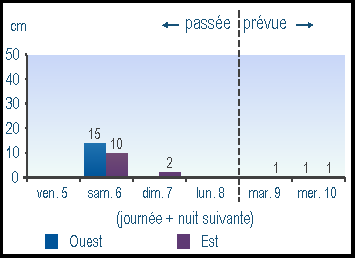 ← passée prévue →
cm
50
40
30
20
10
0
15
10
2
1
1 1
ven. 5 sam. 6 dim. 7 lun. 8 mar. 9 mer. 10
(journée + nuit suivante)
Ouest Est